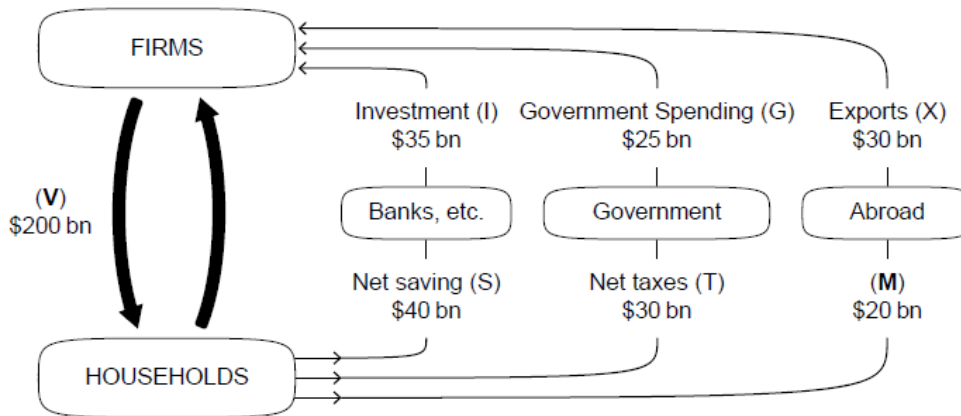 FIRMS
Investment (I)
$35 bn
Government Spending (G)
$25 bn
Exports (X)
$30 bn
(V)
$200 bn
Banks, etc.
Government
Abroad
Net saving (S)
$40 bn
Net taxes (T)
$30 bn
(M)
$20 bn
HOUSEHOLDS